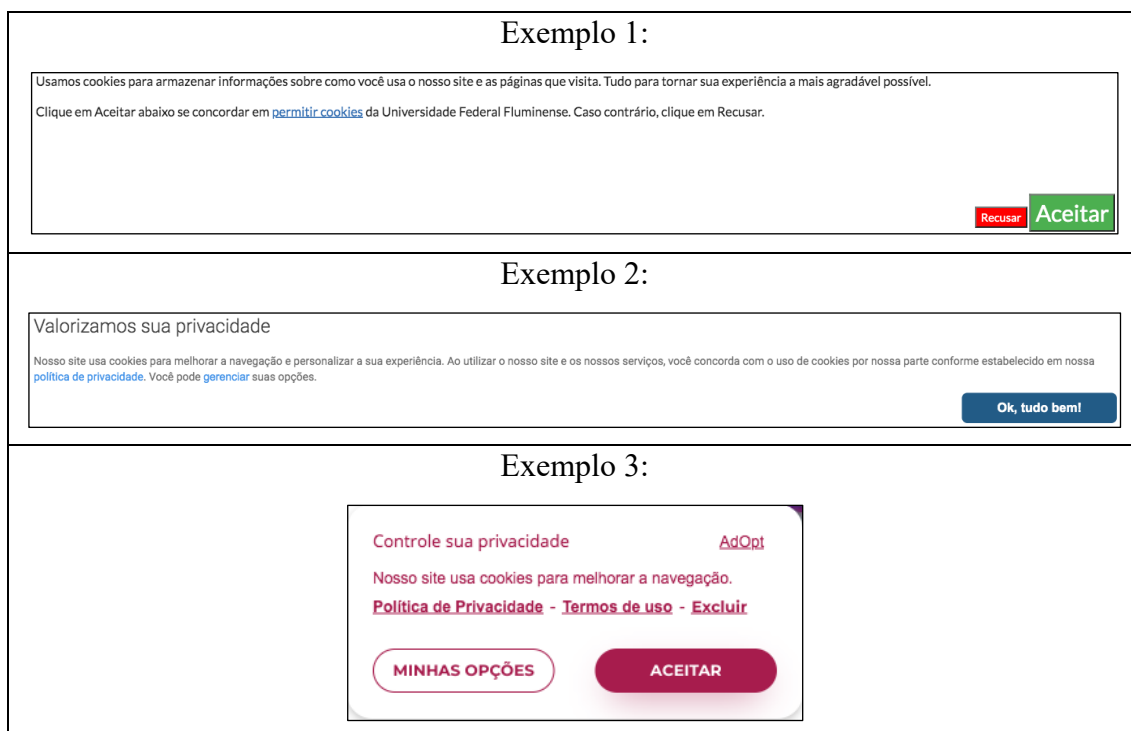 Exemplo 1:
Usamos cookies para armazenar informações sobre como você usa o nosso site e as páginas que visita. Tudo para tornar sua experiência a mais agradável possível.
Clique em Aceitar abaixo se concordar em permitir cookies da Universidade Federal Fluminense. Caso contrário, clique em Recusar.
Recusar Aceitar
Exemplo 2:
Valorizamos sua privacidade
Nosso site usa cookies para melhorar a navegação e personalizar a sua experiência. Ao utilizar o nosso site e os nossos serviços, você concorda com o uso de cookies por nossa parte conforme estabelecido em nossa
política de privacidade. Você pode gerenciar suas opções.
Ok, tudo bem!
Exemplo 3:
Controle sua privacidade AdOpt
Nosso site usa cookies para melhorar a navegação.
Política de Privacidade - Termos de uso - Excluir
MINHAS OPÇÕES ACEITAR